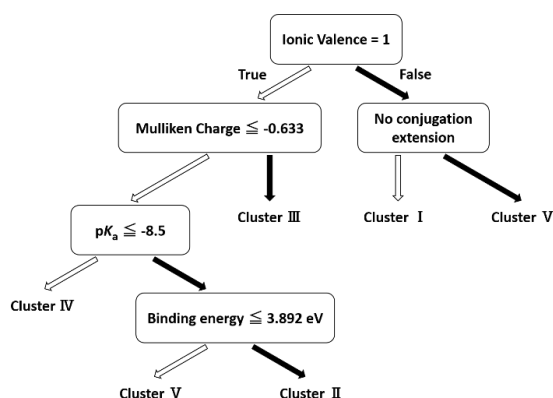 Ionic Valence = 1
True
False
Mulliken Charge ≦ -0.633
No conjugation
extension
Cluster Ⅲ
Cluster Ⅰ
Cluster Ⅴ
pKa ≦ -8.5
Cluster Ⅳ
Binding energy ≦ 3.892 eV
Cluster Ⅴ
Cluster Ⅱ